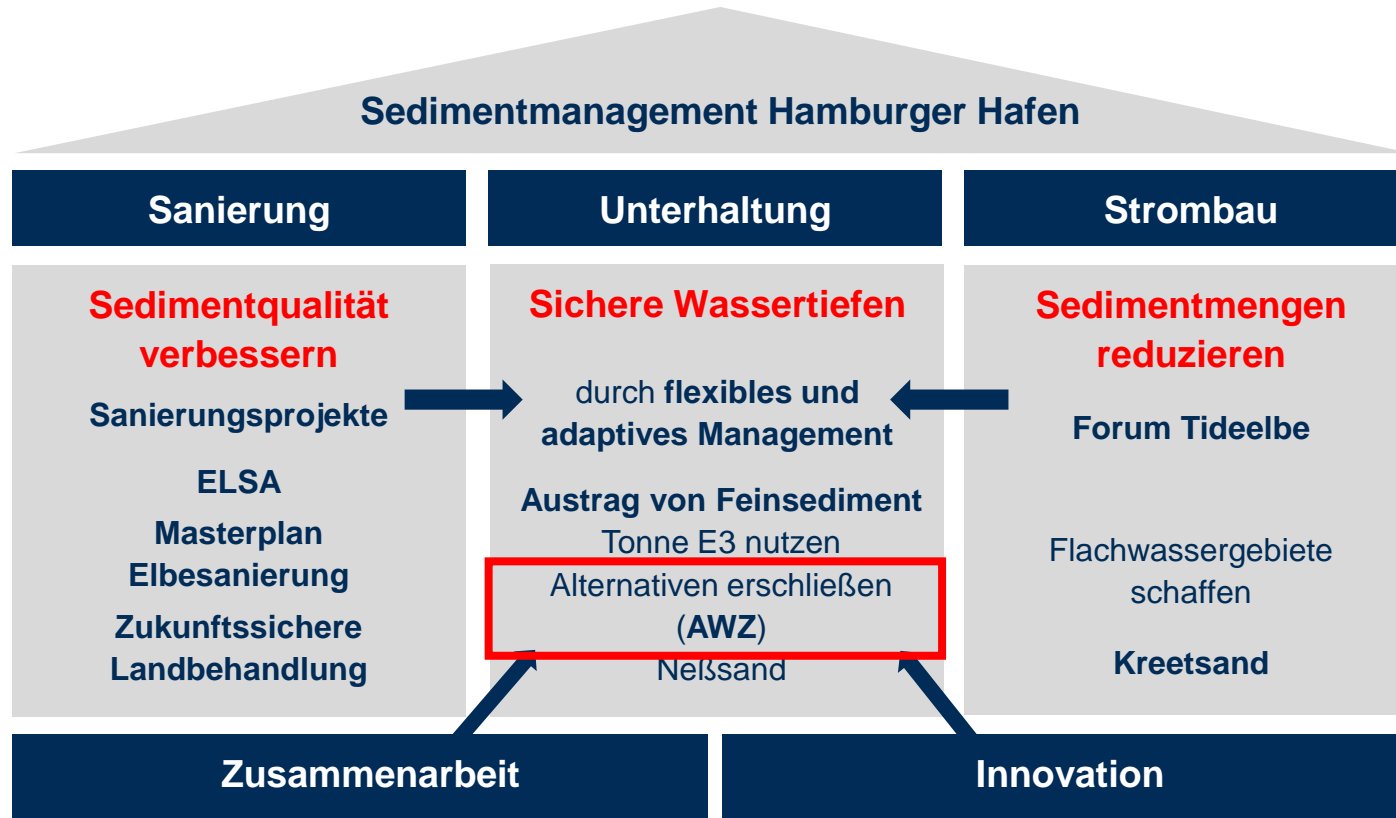 Sedimentmanagement Hamburger Hafen
Sanierung
Sedimentqualität
verbessern
Sanierungsprojekte
ELSA
Masterplan
Elbesanierung
Zukunftssichere
Landbehandlung
Unterhaltung
Sichere Wassertiefen
durch flexibles und
adaptives Management
Austrag von Feinsediment
Tonne E3 nutzen
Alternativen erschließen
(AWZ)
Neßsand
Strombau
Sedimentmengen
reduzieren
Forum Tideelbe
Flachwassergebiete
schaffen
Kreetsand
Zusammenarbeit
Innovation